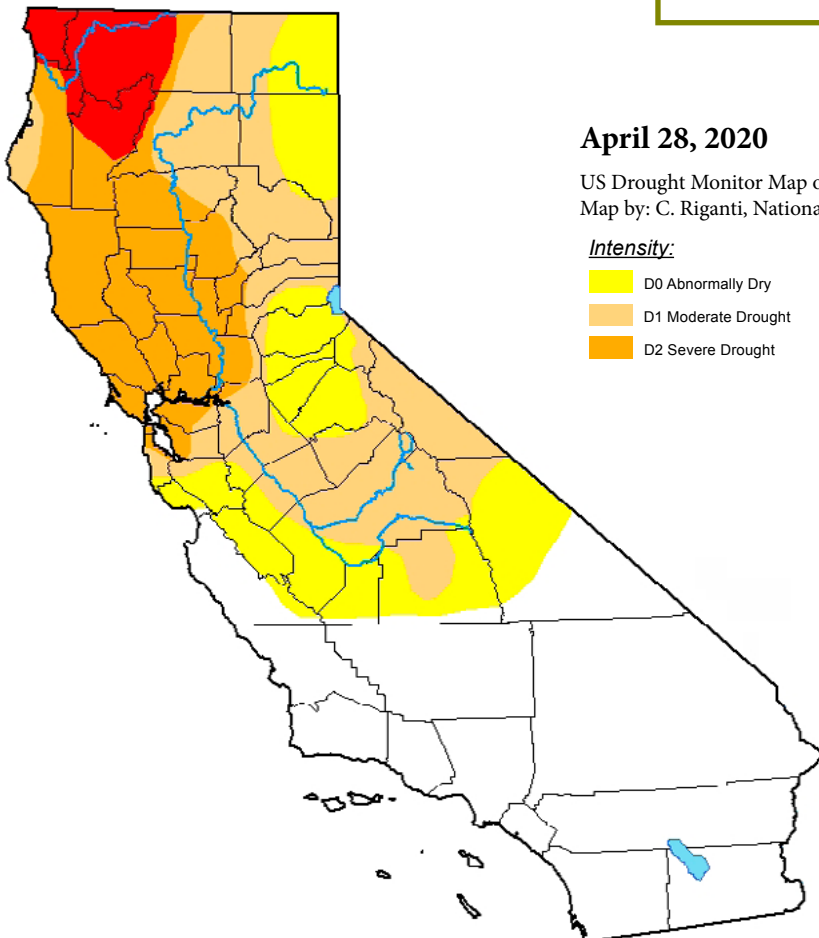 April 28, 2020
US Drought Monitor Map
Map by: C. Riganti,
Intensity:
D0 Abnormally Dry
D1 Moderate Drought
D2 Severe Drought